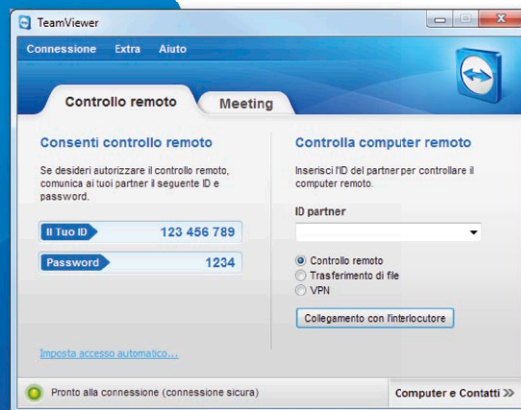 TeamViewer
Connessione Extra Aiuto
Controllo remoto
Meeting
Consenti controllo remoto
Se desideri autorizzare il controllo remoto,
comunica ai tuoi partner il seguente ID e
password.
Il Tuo ID 123 456 789
Password 1234
Imposta accesso automatico...
Controlla computer remoto
Inserisci l'ID del partner per controllare il
computer remoto.
ID partner
Controllo remoto
Trasferimento di file
VPN
Collegamento con l'interlocutore
Pronto alla connessione (connessione sicura)
Computer e Contatti >>